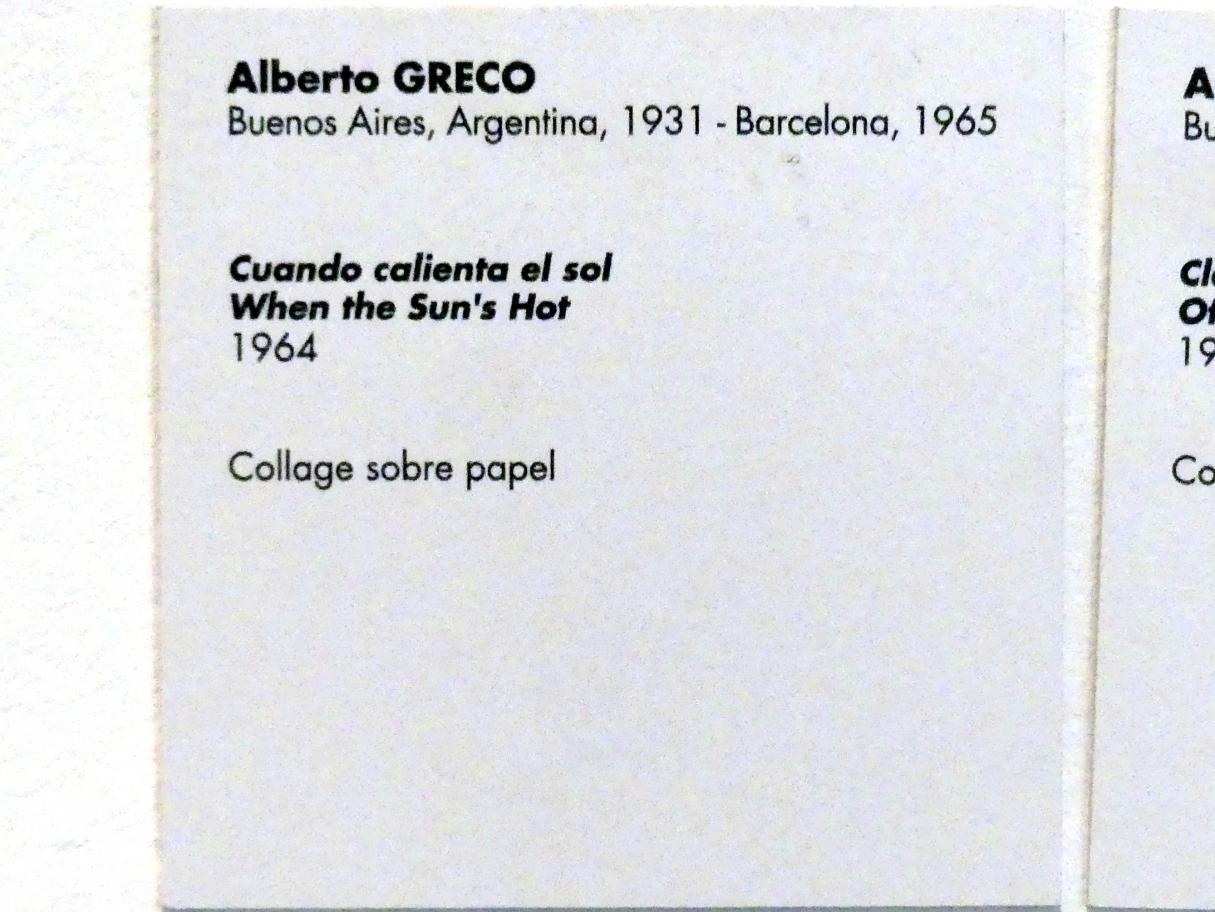 Alberto GRECO
Buenos Aires, Argentina, 1931 - Barcelona, 1965
Cuando calienta el sol
When the Sun's Hot
1964
Collage sobre papel